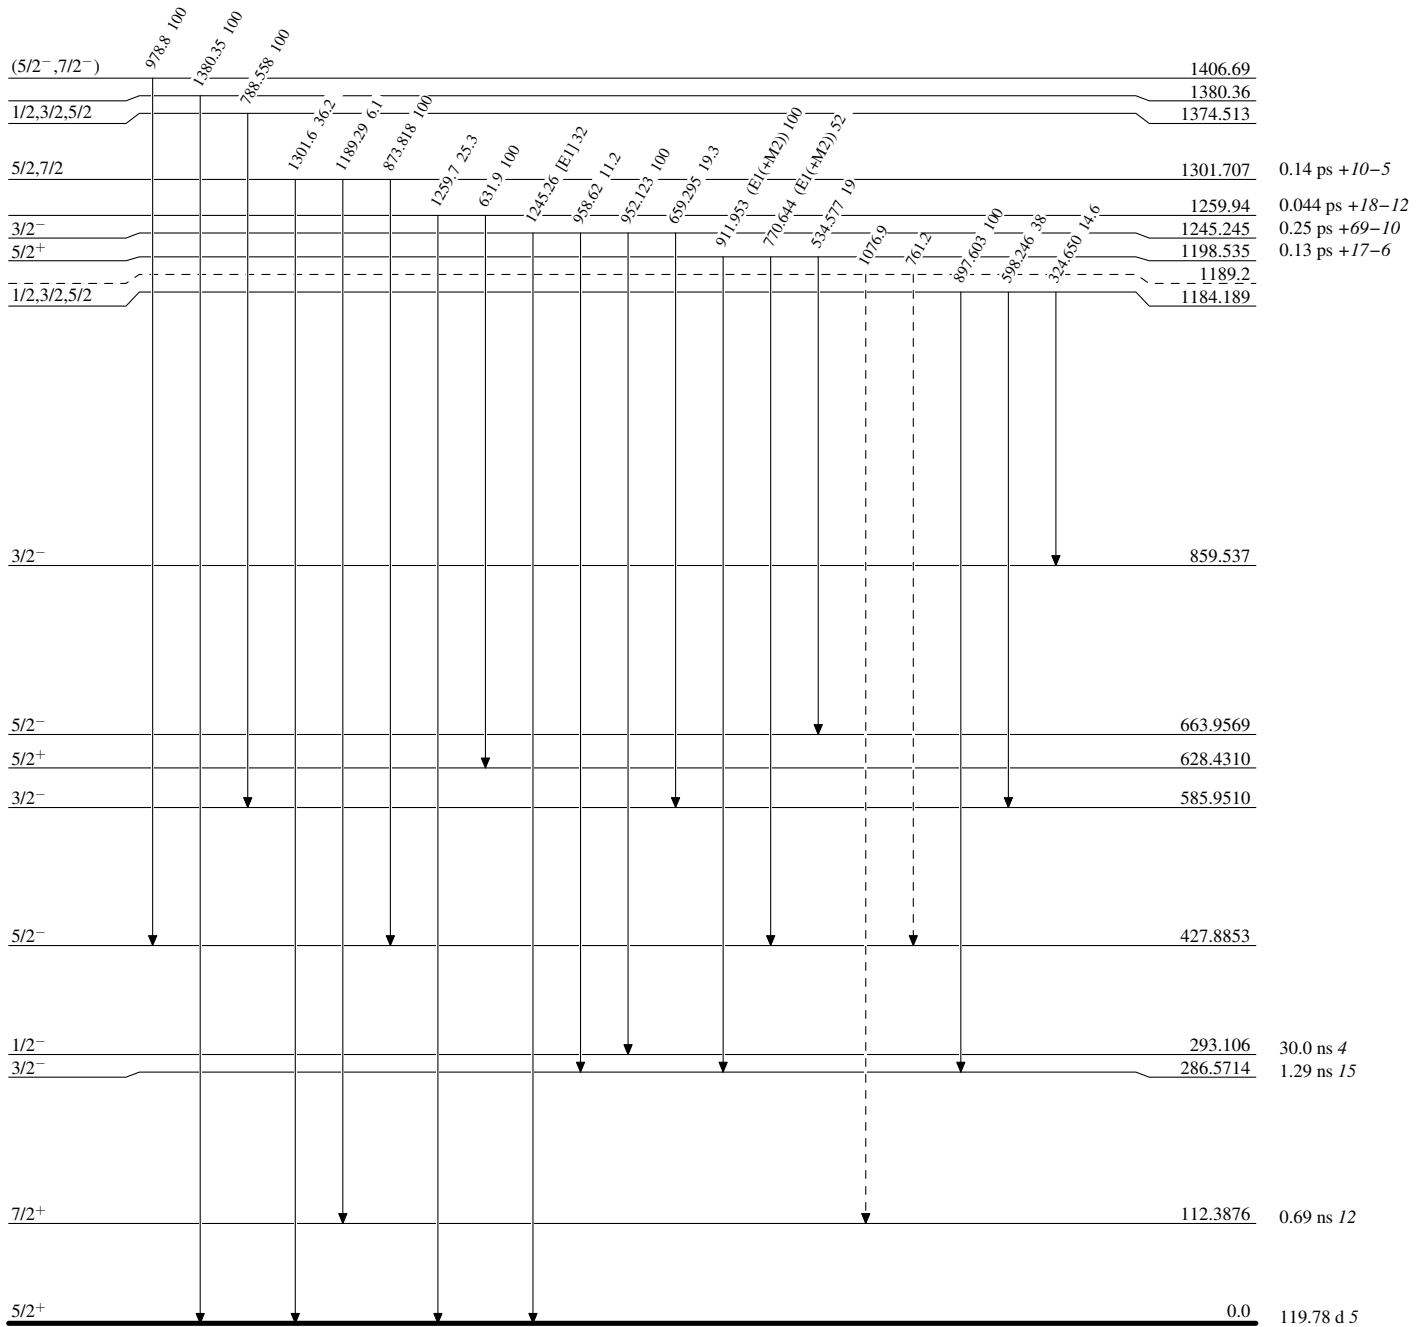 978.8 100
1380.35 100
788.558 100
1301.6 36.2
1189.29 6.1
873.818 100
1259.7 25.3
631.9 100
1245.26 [E1] 32
958.62 11.2
952.123 100
659.295 19.3
911.953 (E1(+M2)) 100
770.644 (E1(+M2)) 52
534.577 19
1076.9
761.2
897.603 100
598.246 38
324.650 14.6
(5/2−,7/2−) 1406.69
1380.36
1/2,3/2,5/2 1374.513
5/2,7/2 1301.707 0.14 ps +10−5
1259.94 0.044 ps +18−12
3/2− 1245.245 0.25 ps +69−10
5/2+ 1198.535 0.13 ps +17−6
1189.2
1/2,3/2,5/2 1184.189
3/2− 859.537
5/2− 663.9569
5/2+ 628.4310
3/2− 585.9510
5/2− 427.8853
1/2− 293.106 30.0 ns 4
3/2− 286.5714 1.29 ns 15
7/2+ 112.3876 0.69 ns 12
5/2+ 0.0 119.78 d 5